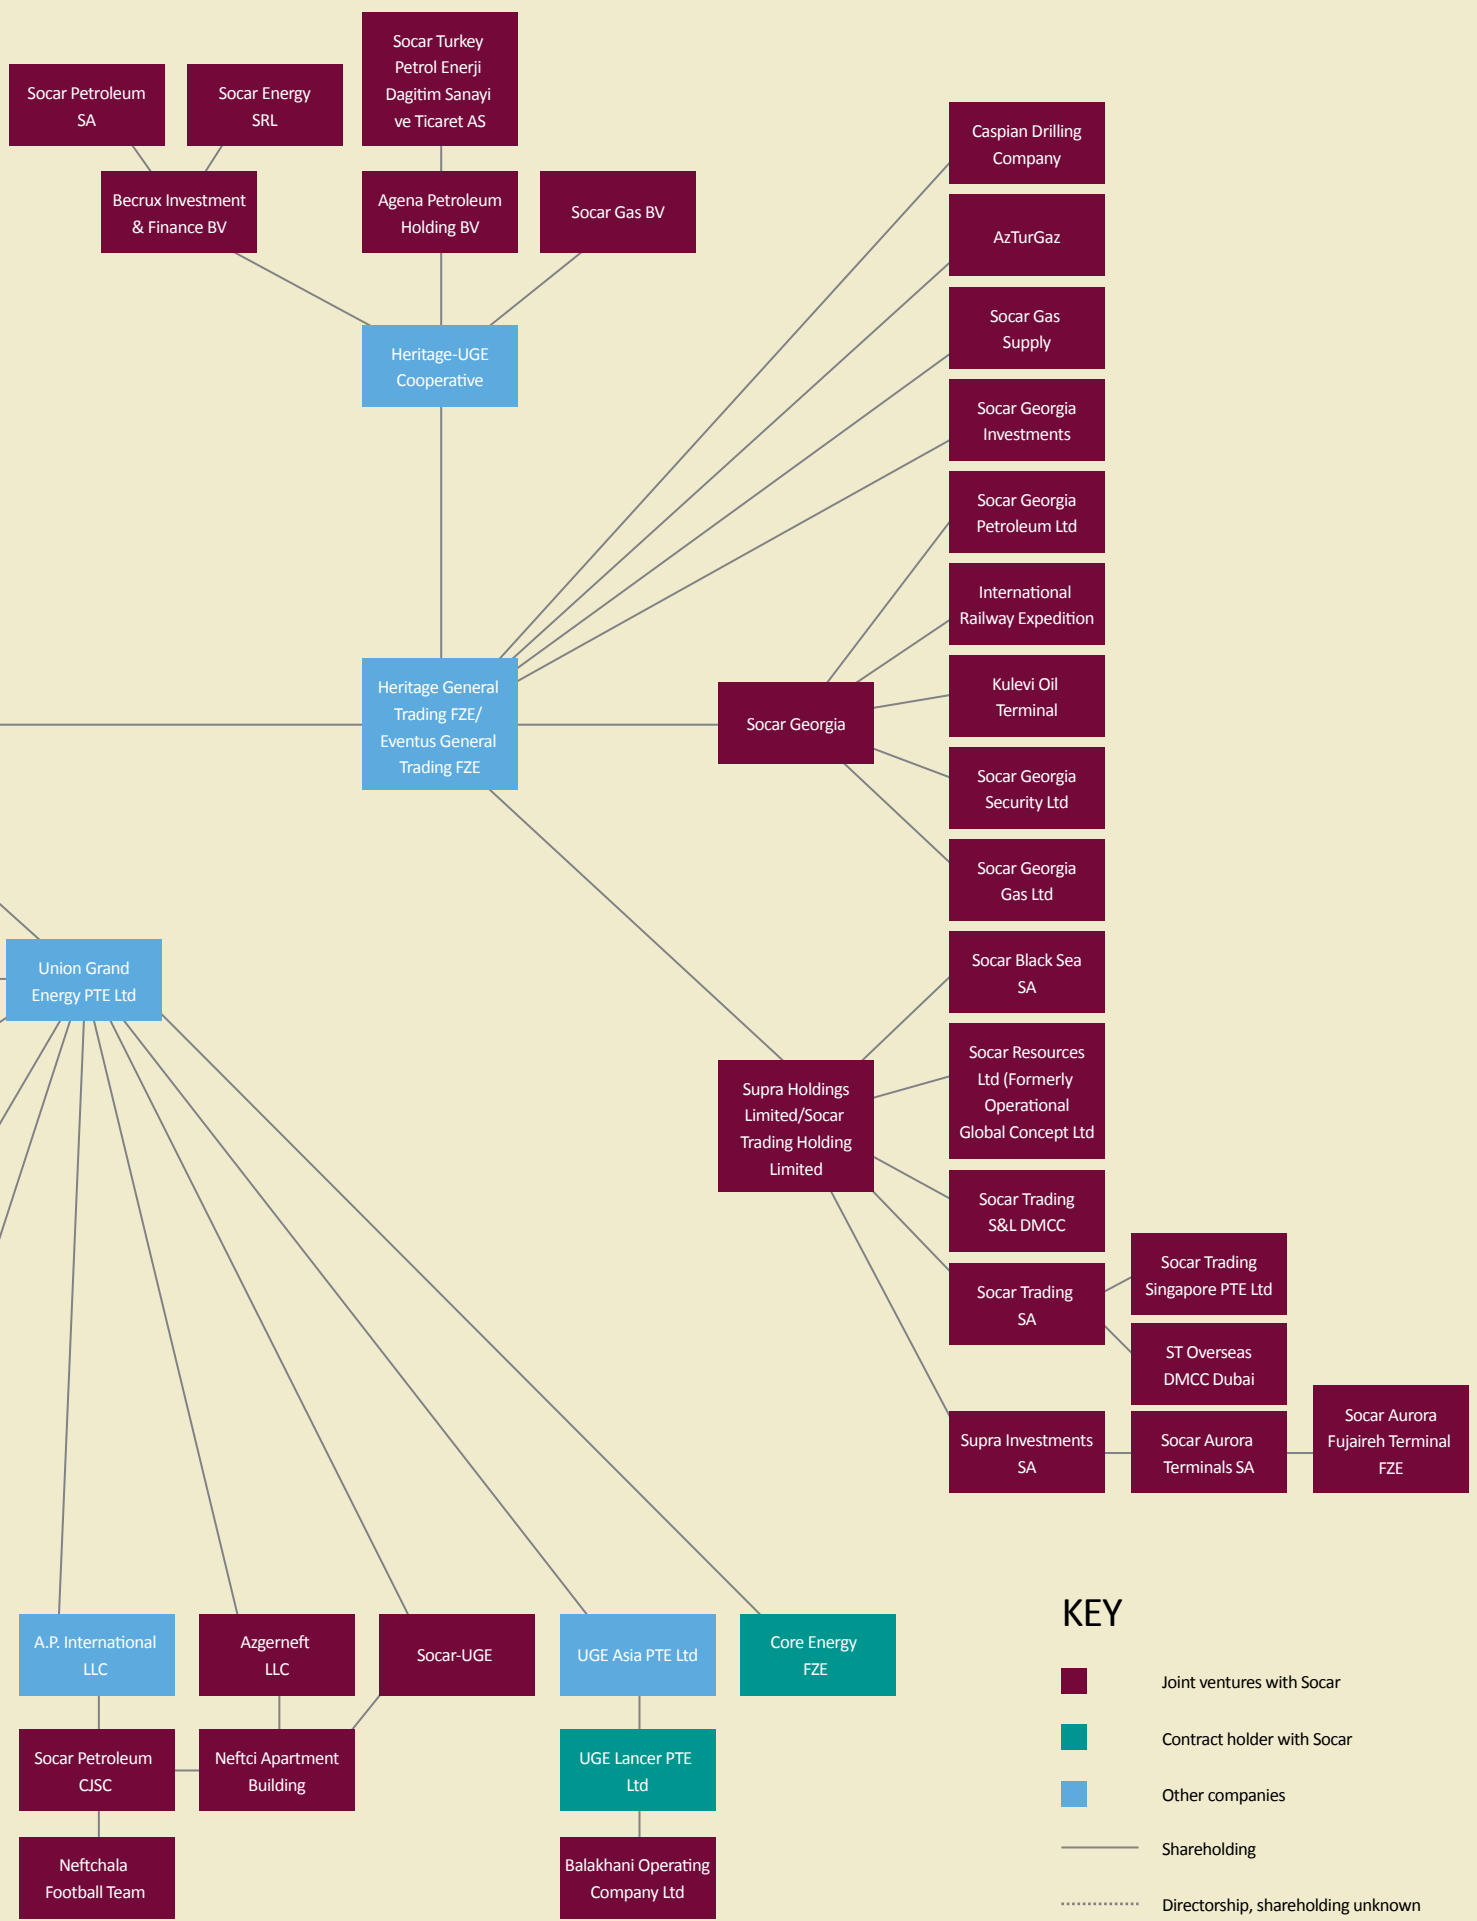 Socar Turkey
Petrol Enerji
Dagitim Sanayi
ve Ticaret AS
Socar Petroleum
SA
Socar Energy
SRL
Becrux Investment
& Finance BV
Agena Petroleum
Holding BV
Socar Gas BV
Heritage-UGE
Cooperative
Caspian Drilling
Company
AzTurGaz
Socar Gas
Supply
Socar Georgia
Investments
Socar Georgia
Petroleum Ltd
International
Railway Expedition
Kulevi Oil
Terminal
Heritage General
Trading FZE/
Eventus General
Trading FZE
Socar Georgia
Socar Georgia
Security Ltd
Socar Georgia
Gas Ltd
Union Grand
Energy PTE Ltd
Socar Black Sea
SA
Supra Holdings
Limited/Socar
Trading Holding
Limited
Socar Resources
Ltd (Formerly
Operational
Global Concept Ltd
Socar Trading
S&L DMCC
Socar Trading
SA
Socar Trading
Singapore PTE Ltd
ST Overseas
DMCC Dubai
Supra Investments
SA
Socar Aurora
Terminals SA
Socar Aurora
Fujaireh Terminal
FZE
A.P. International
LLC
Azgerneft
LLC
Socar-UGE
UGE Asia PTE Ltd
Core Energy
FZE
Socar Petroleum
CJSC
Neftci Apartment
Building
UGE Lancer PTE
Ltd
Neftchala
Football Team
Balakhani Operating
Company Ltd
KEY
Joint ventures with Socar
Contract holder with Socar
Other companies
Shareholding
Directorship, shareholding unknown